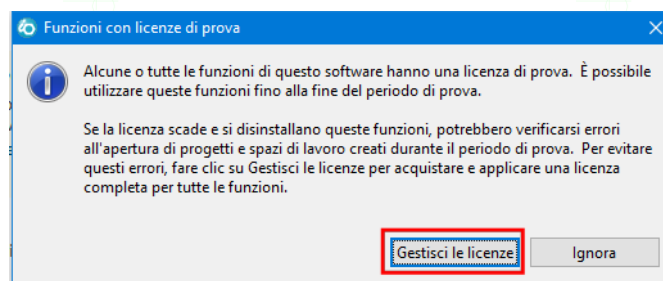 Funzioni con licenze di prova
Alcune o tutte le funzioni di questo software hanno una licenza di prova. È possibile
utilizzare queste funzioni fino alla fine del periodo di prova.
Se la licenza scade e si disinstallano queste funzioni, potrebbero verificarsi errori
all'apertura di progetti e spazi di lavoro creati durante il periodo di prova. Per evitare
questi errori, fare clic su Gestisci le licenze per acquistare e applicare una licenza
completa per tutte le funzioni.
Gestisci le licenze Ignora